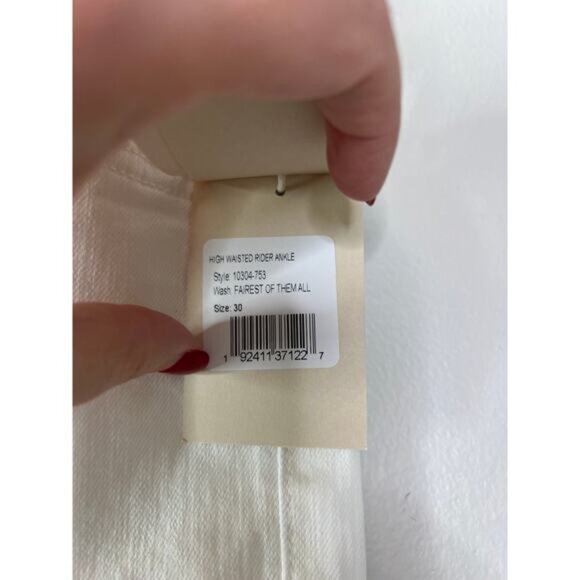 HIGH WAISTED RIDER ANKLE
Style: 10304-753
Wash: FAIREST OF THEM ALL
Size: 30
1 92411 37122 7